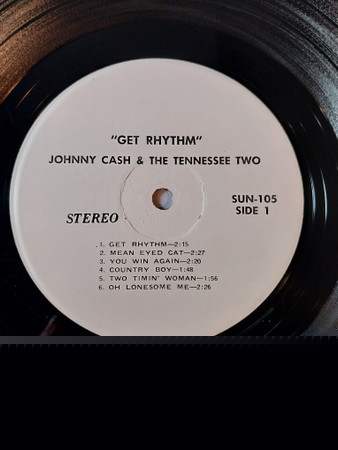 "GET RHYTHM"
JOHNNY CASH & THE TENNESSEE TWO
SUN-105
STEREO SIDE 1
1. GET RHYTHM—2:15
2. MEAN EYED CAT—2:27
3. YOU WIN AGAIN—2:20
4. COUNTRY BOY—1:48
5. TWO TIMIN' WOMAN—1:56
6. OH LONESOME ME—2:26